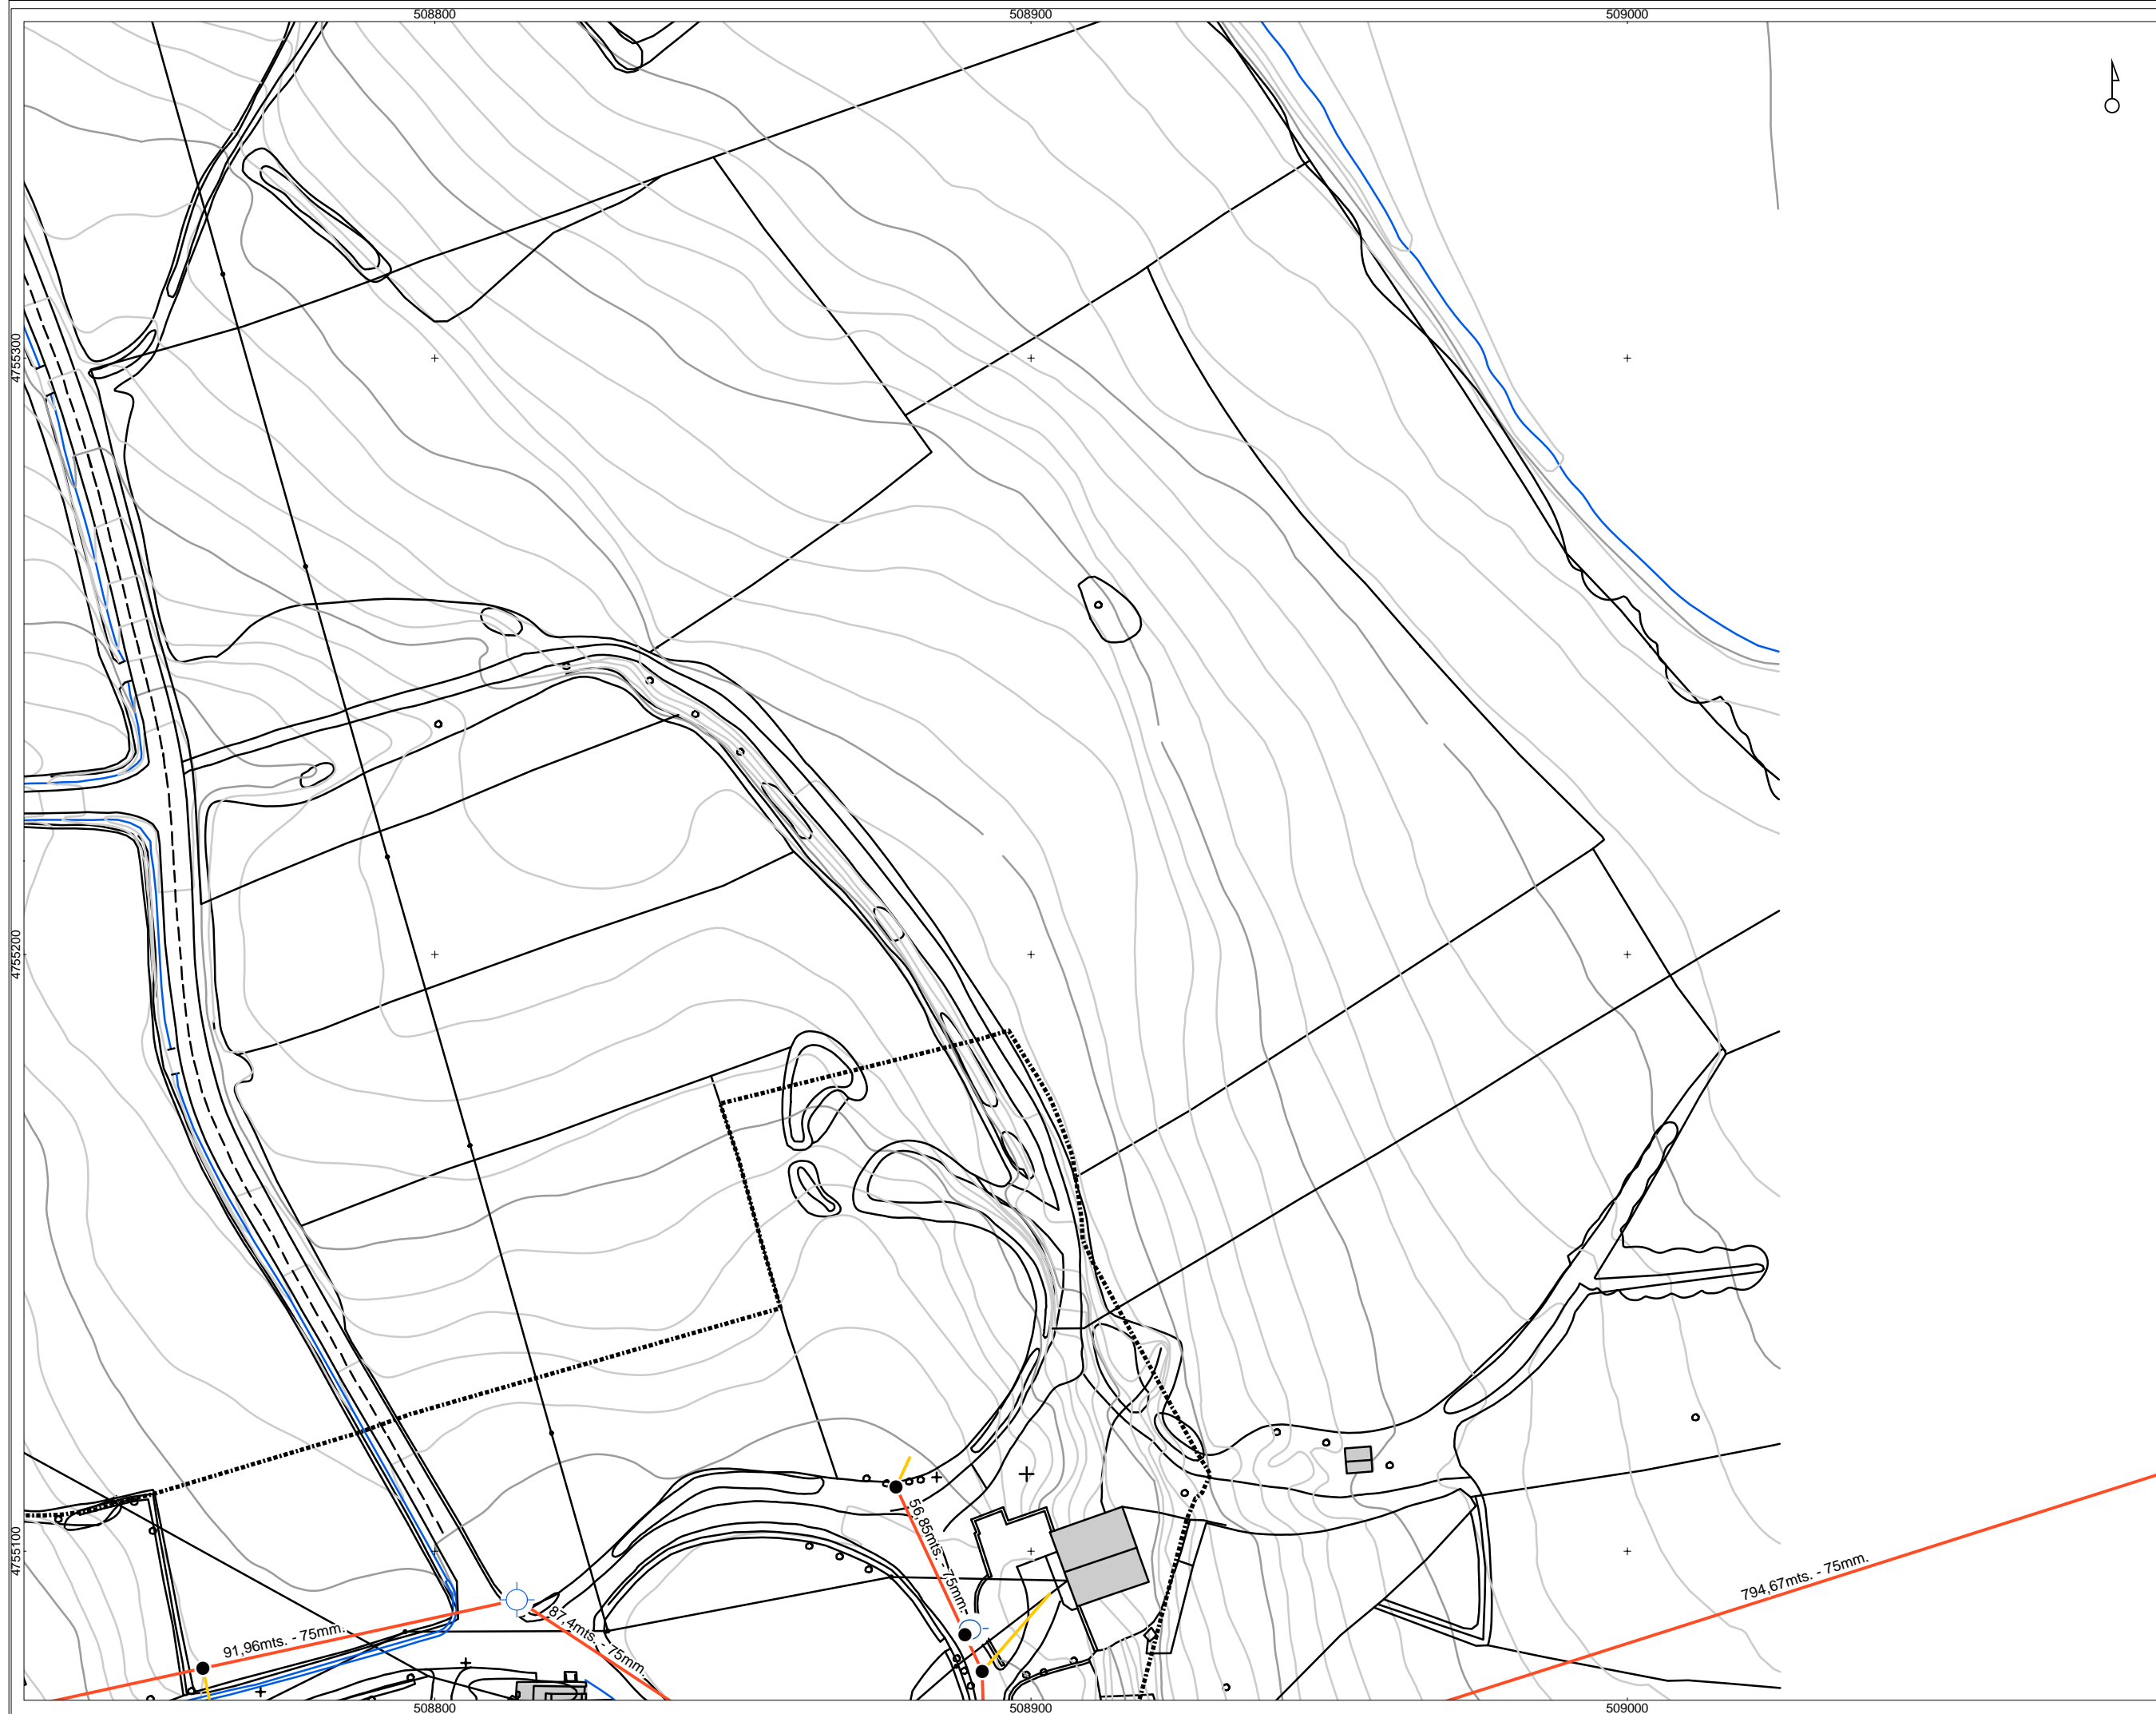 508800
508900
509000
4755300
4755200
4755100
56,85mts. - 75mm.
794,67mts. - 75mm.
91,96mts. - 75mm.
87,4mts. - 75mm.
508800
508900
509000